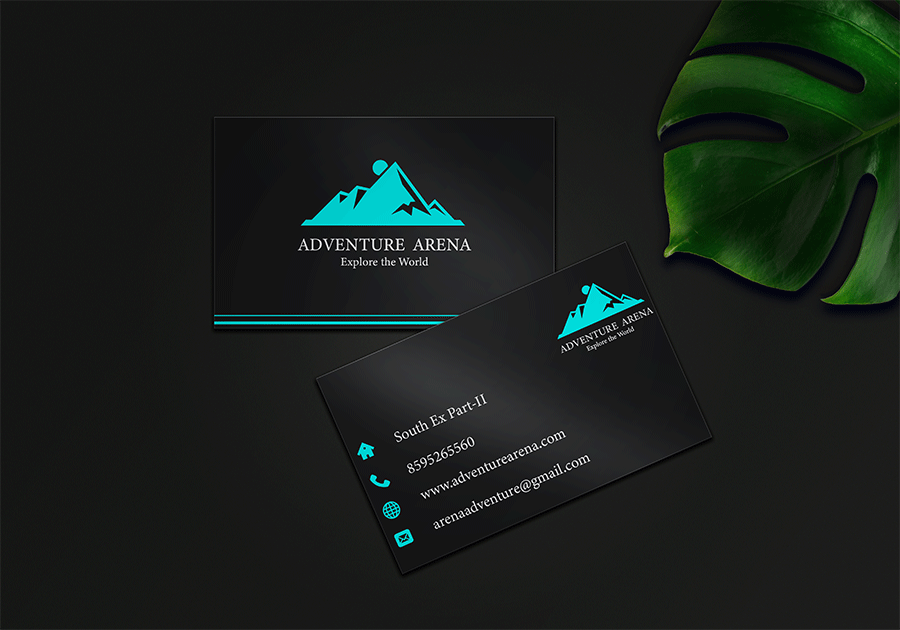 ADVENTURE ARENA
Explore the World
ADVENTURE ARENA
Explore the World
South Ex Part-II
8595265560
www.adventurearena.com
arenaadventure@gmail.com